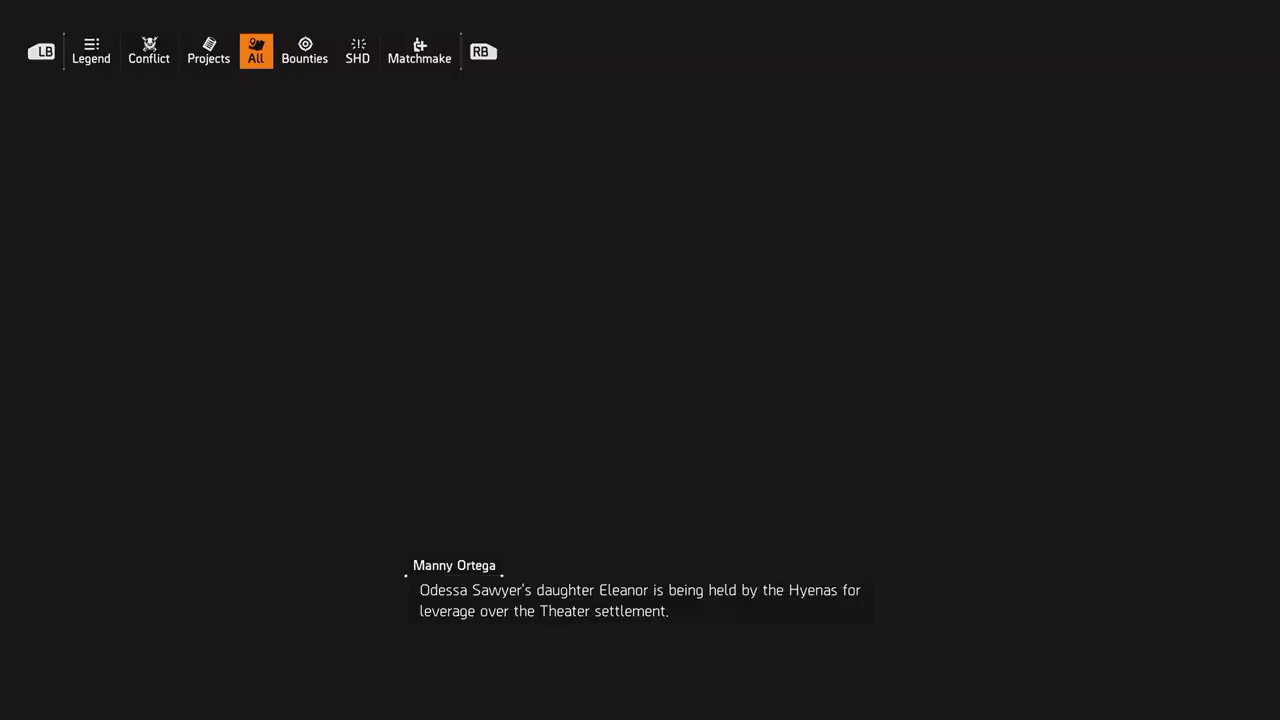 LB Legend Conflict Projects All Bounties SHD Matchmake RB
Manny Ortega
Odessa Sawyer's daughter Eleanor is being held by the Hyenas for
leverage over the Theater settlement.